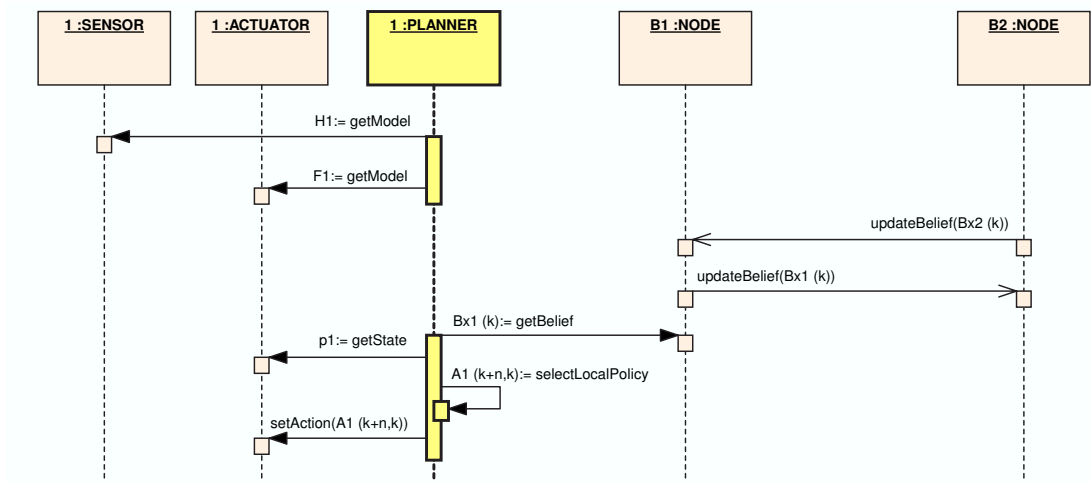 1 :SENSOR
1 :ACTUATOR
1 :PLANNER
B1 :NODE
B2 :NODE
H1:= getModel
F1:= getModel
updateBelief(Bx2 (k))
updateBelief(Bx1 (k))
Bx1 (k):= getBelief
p1:= getState
A1 (k+n,k):= selectLocalPolicy
setAction(A1 (k+n,k))